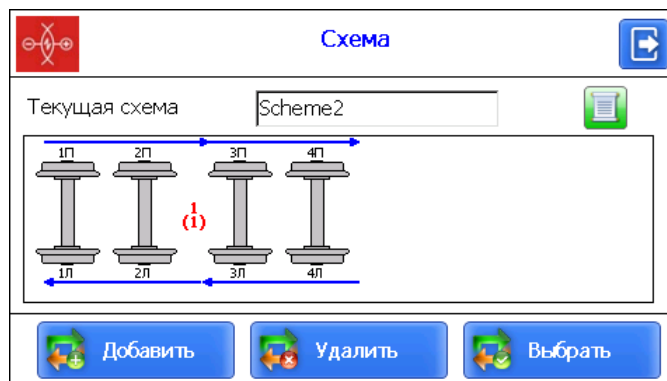 Схема
Текущая схема Scheme2
1П 2П 3П 4П
1
(1)
1Л 2Л 3Л 4Л
Добавить Удалить Выбрать